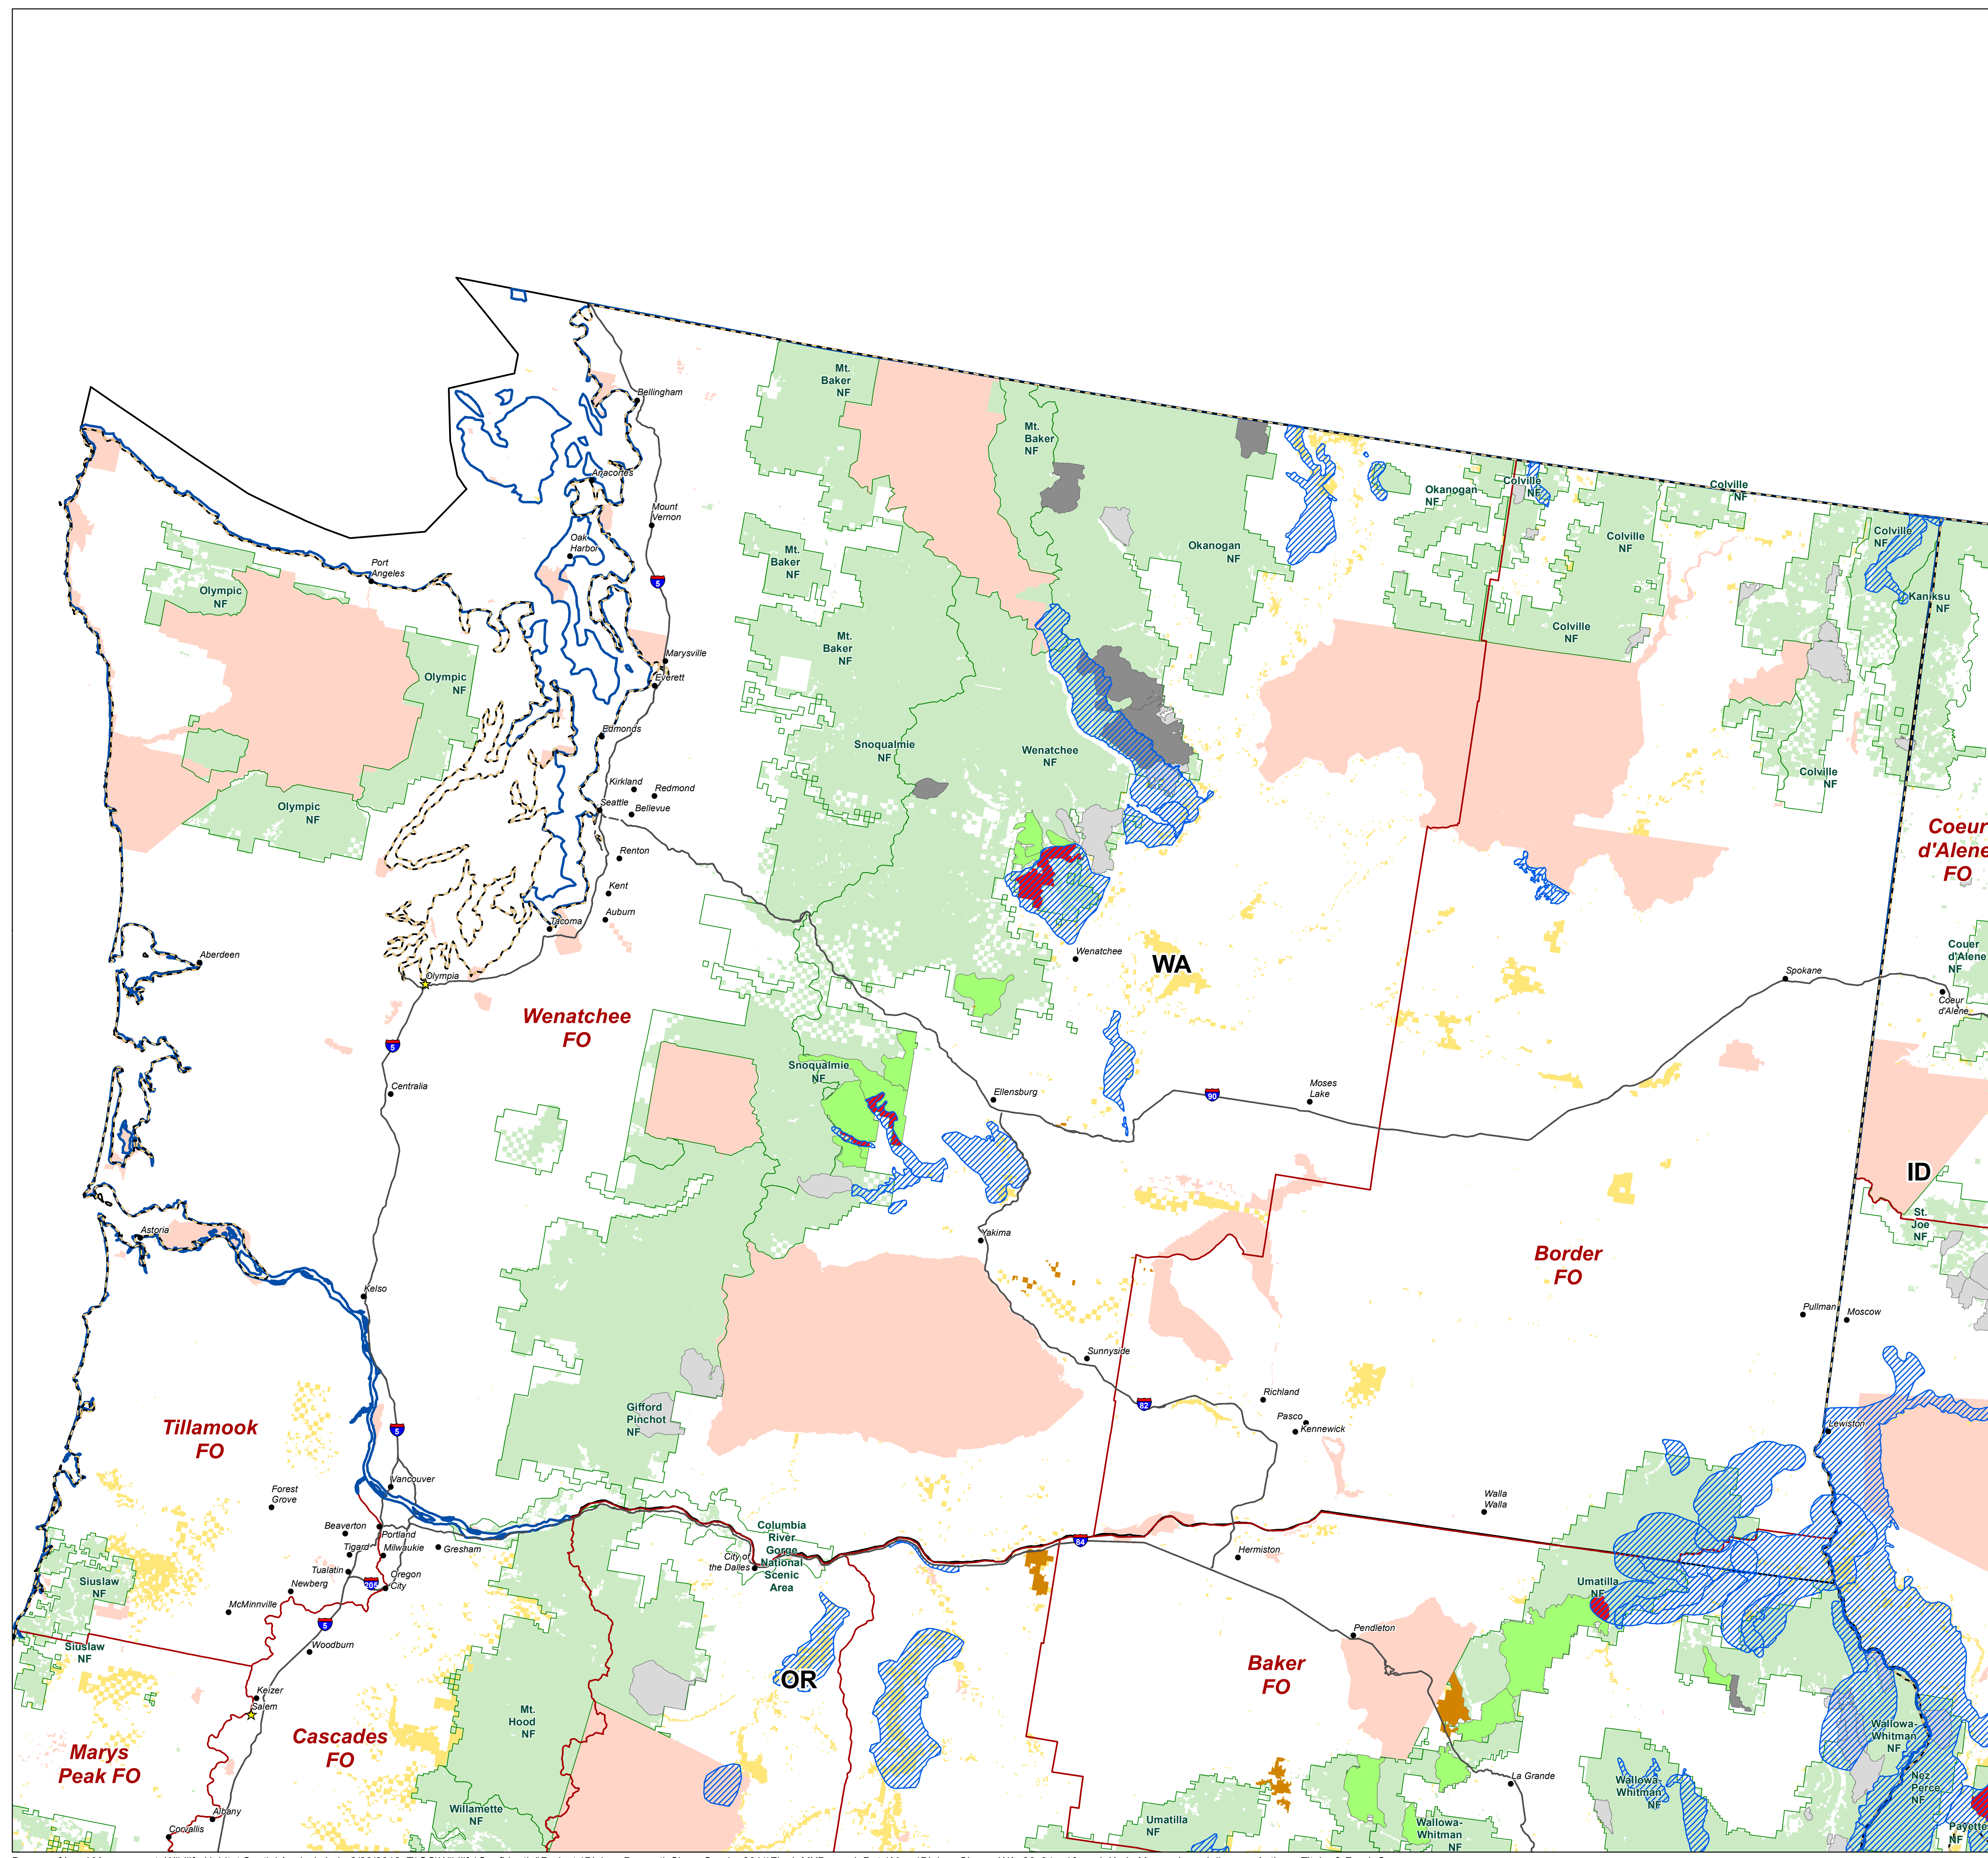 Bellingham
Mt.
Baker
NF
Mt.
Baker
NF
Anacortes
Mount
Vernon
Oak
Harbor
Port
Angeles
Olympic
NF
Mt.
Baker
NF
Okanogan
NF
Okanogan
NF
Colville
NF
Colville
NF
Colville
NF
Colville
NF
Kaniksu
NF
Colville
NF
5
Marysville
Everett
Mt.
Baker
NF
Olympic
NF
Edmonds
Snoqualmie
NF
Wenatchee
NF
Colville
NF
Kirkland
Redmond
Seattle
Bellevue
Olympic
NF
Renton
Kent
Auburn
Tacoma
Coeur
d'Alene
FO
Aberdeen
Olympia
Wenatchee
WA
Spokane
Couer
d'Alene
NF
Coeur
d'Alene
Wenatchee
FO
5
Centralia
Snoqualmie
NF
Ellensburg
90
Moses
Lake
ID
St.
Joe
NF
Astoria
Yakima
Border
FO
Kelso
Pullman
Moscow
Sunnyside
Richland
Pasco
Kennewick
82
Lewiston
Gifford
Pinchot
NF
Tillamook
FO
5
Vancouver
Forest
Grove
Walla
Walla
Beaverton
Portland
Tigard
Milwaukie
Gresham
Tualatin
Oregon
City
205
Newberg
McMinnville
Columbia
River
Gorge
National
Scenic
Area
City of
the Dalles
84
Hermiston
Siuslaw
NF
Umatilla
NF
5
Woodburn
Siuslaw
NF
Pendleton
Baker
FO
OR
Keizer
Salem
Mt.
Hood
NF
Cascades
FO
Marys
Peak FO
Wallowa-
Whitman
NF
La Grande
Wallowa-
Whitman
NF
Nez
Perce
NF
Albany
Corvallis
Willamette
NF
Umatilla
NF
Wallowa-
Whitman
NF
Payette
NF